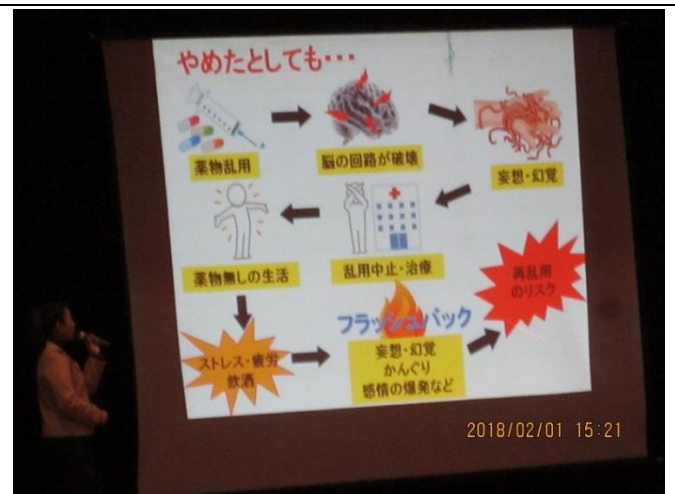 やめたとしても･･･
薬物乱用
脳の回路が破壊
妄想・幻覚
薬物無しの生活
乱用中止・治療
再乱用
のリスク
ストレス・疲労
飲酒
フラッシュバック
妄想・幻覚
かんぐり
感情の爆発など
2018/02/01 15:21